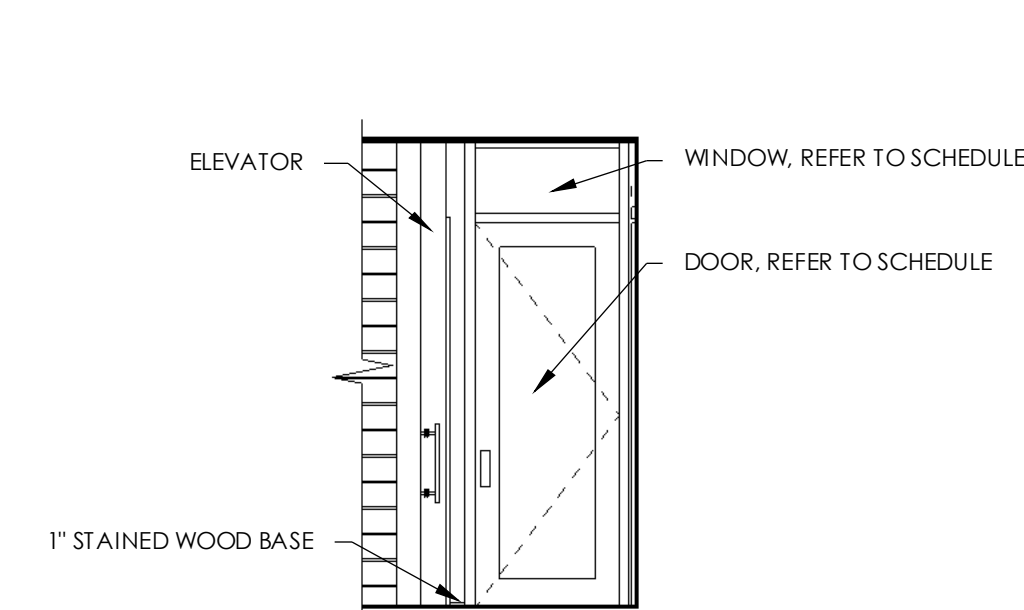 ELEVATOR
WINDOW, REFER TO SCHEDULE
DOOR, REFER TO SCHEDULE
1" STAINED WOOD BASE